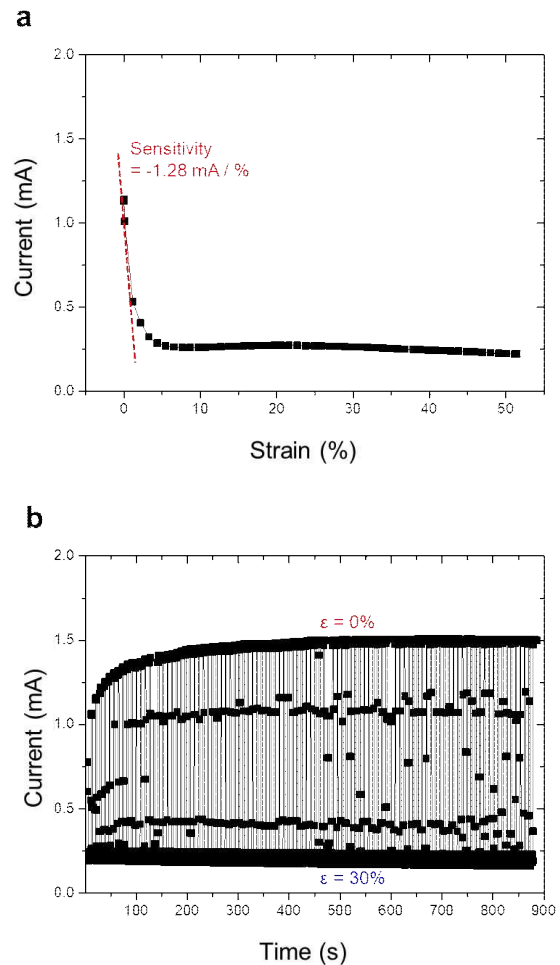 a
2.0
1.5
1.0
0.5
0.0
Current (mA)
Sensitivity
= -1.28 mA / %
0 10 20 30 40 50
Strain (%)
b
2.0
1.5
1.0
0.5
0.0
Current (mA)
ε = 0%
ε = 30%
100 200 300 400 500 600 700 800 900
Time (s)